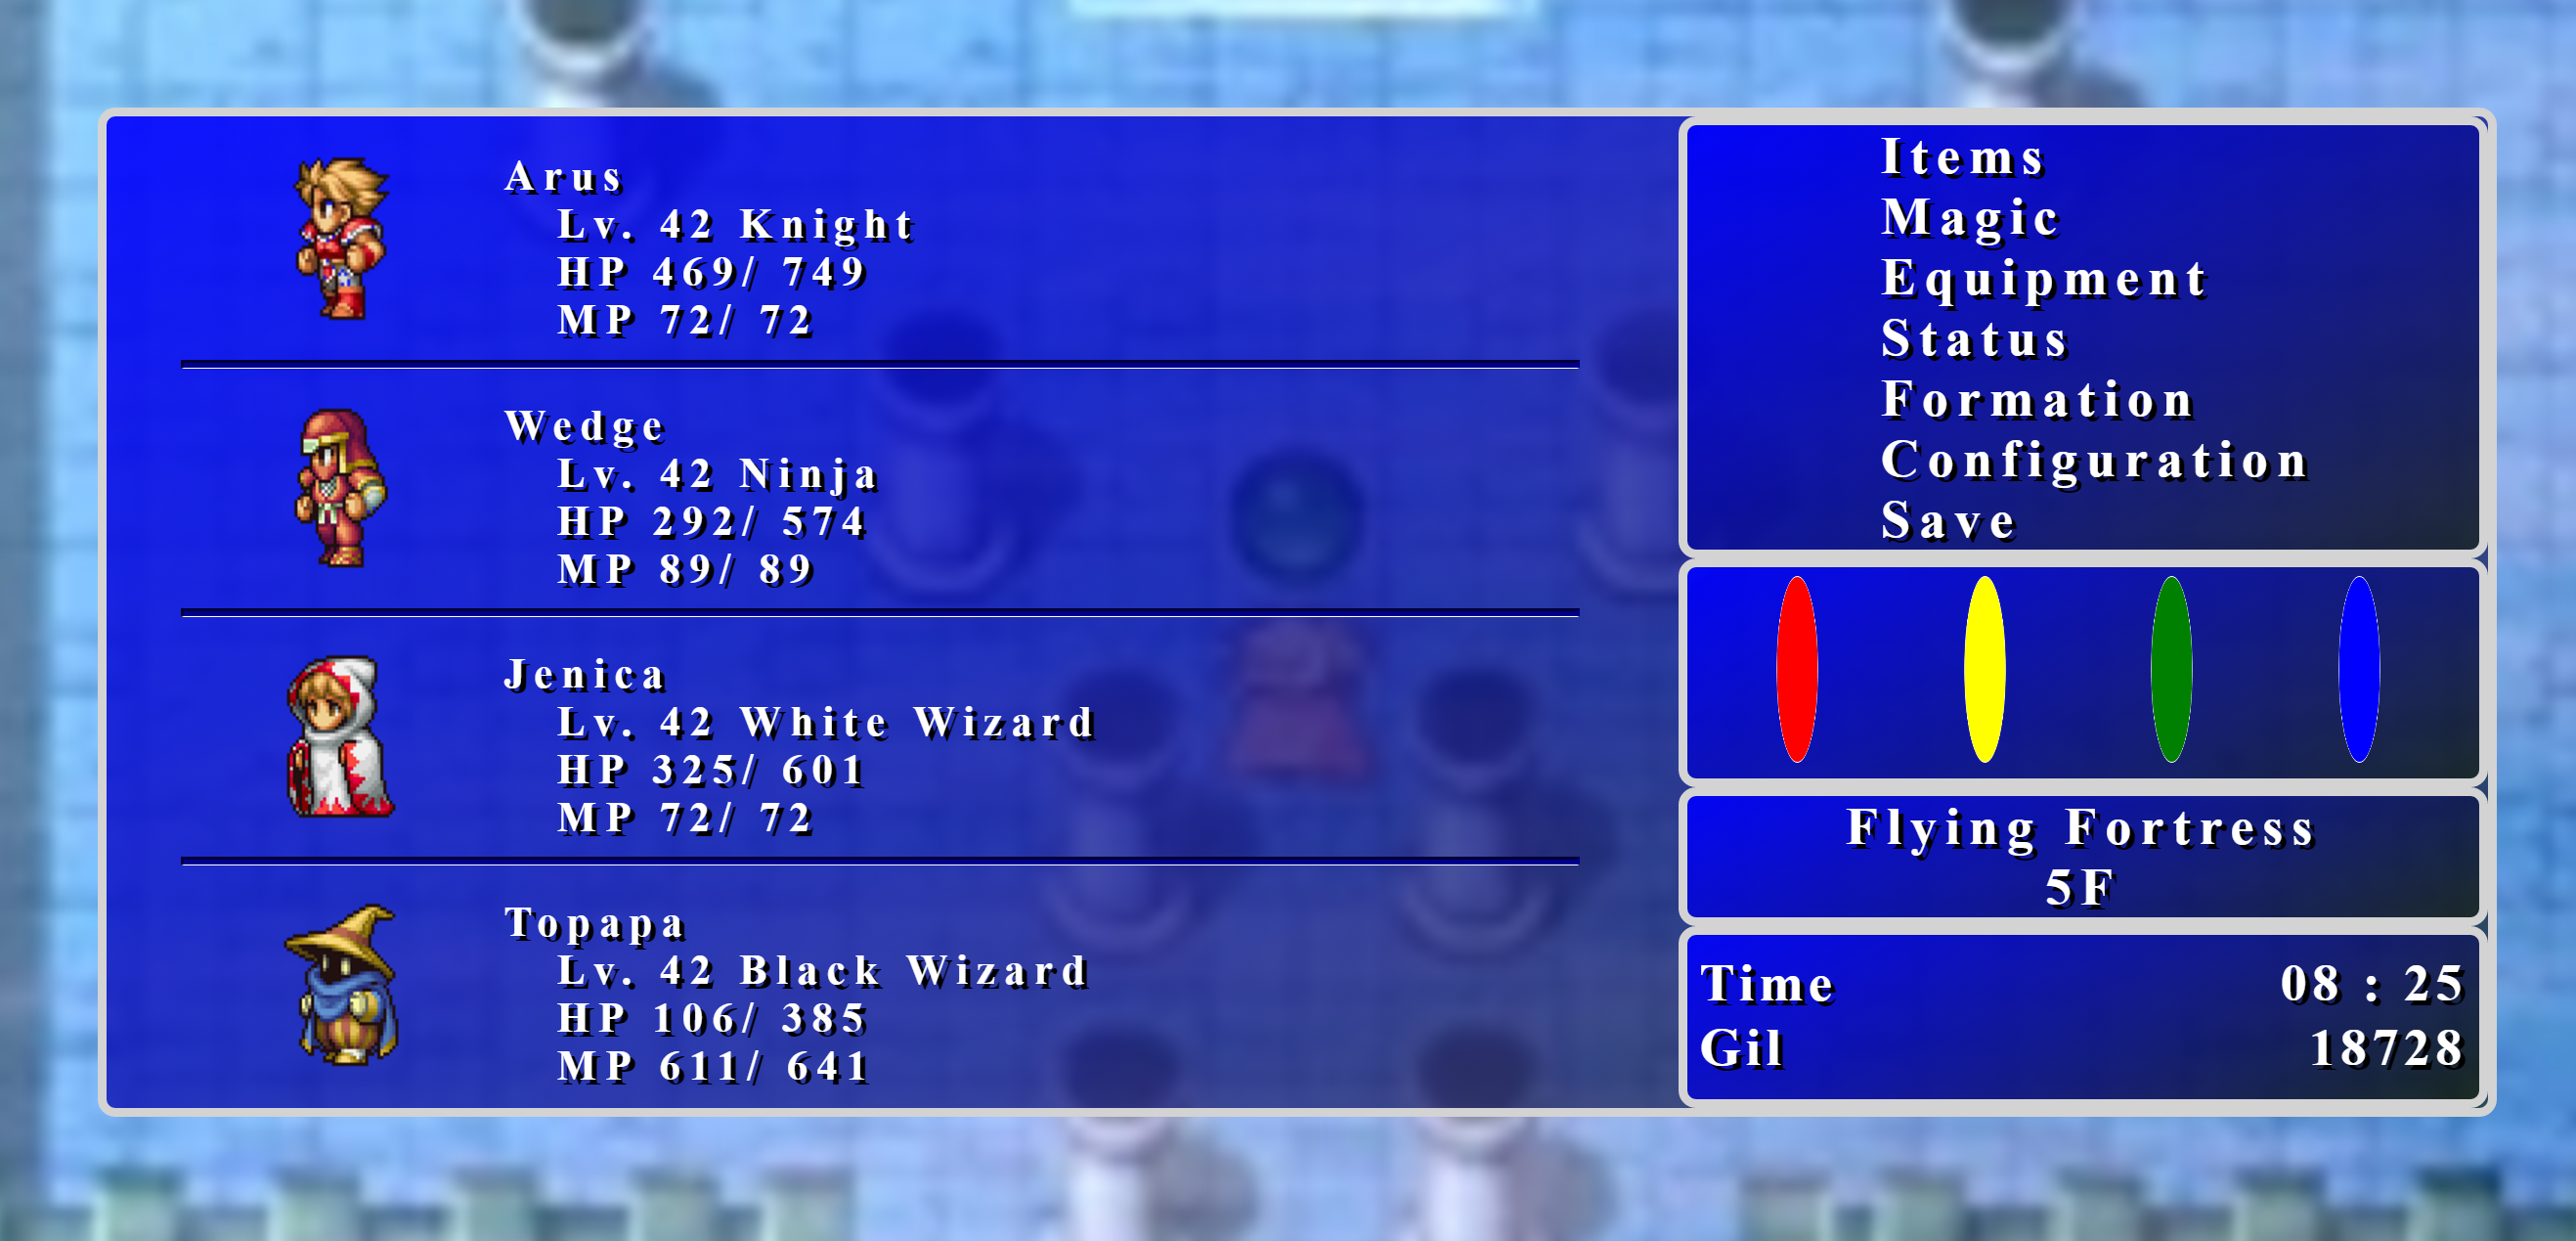 Arus
Lv. 42 Knight
HP 469/ 749
MP 72/ 72
Wedge
Lv. 42 Ninja
HP 292/ 574
MP 89/ 89
Jenica
Lv. 42 White Wizard
HP 325/ 601
MP 72/ 72
Topapa
Lv. 42 Black Wizard
HP 106/ 385
MP 611/ 641
Items
Magic
Equipment
Status
Formation
Configuration
Save
Flying Fortress
5F
Time 08 : 25
Gil 18728